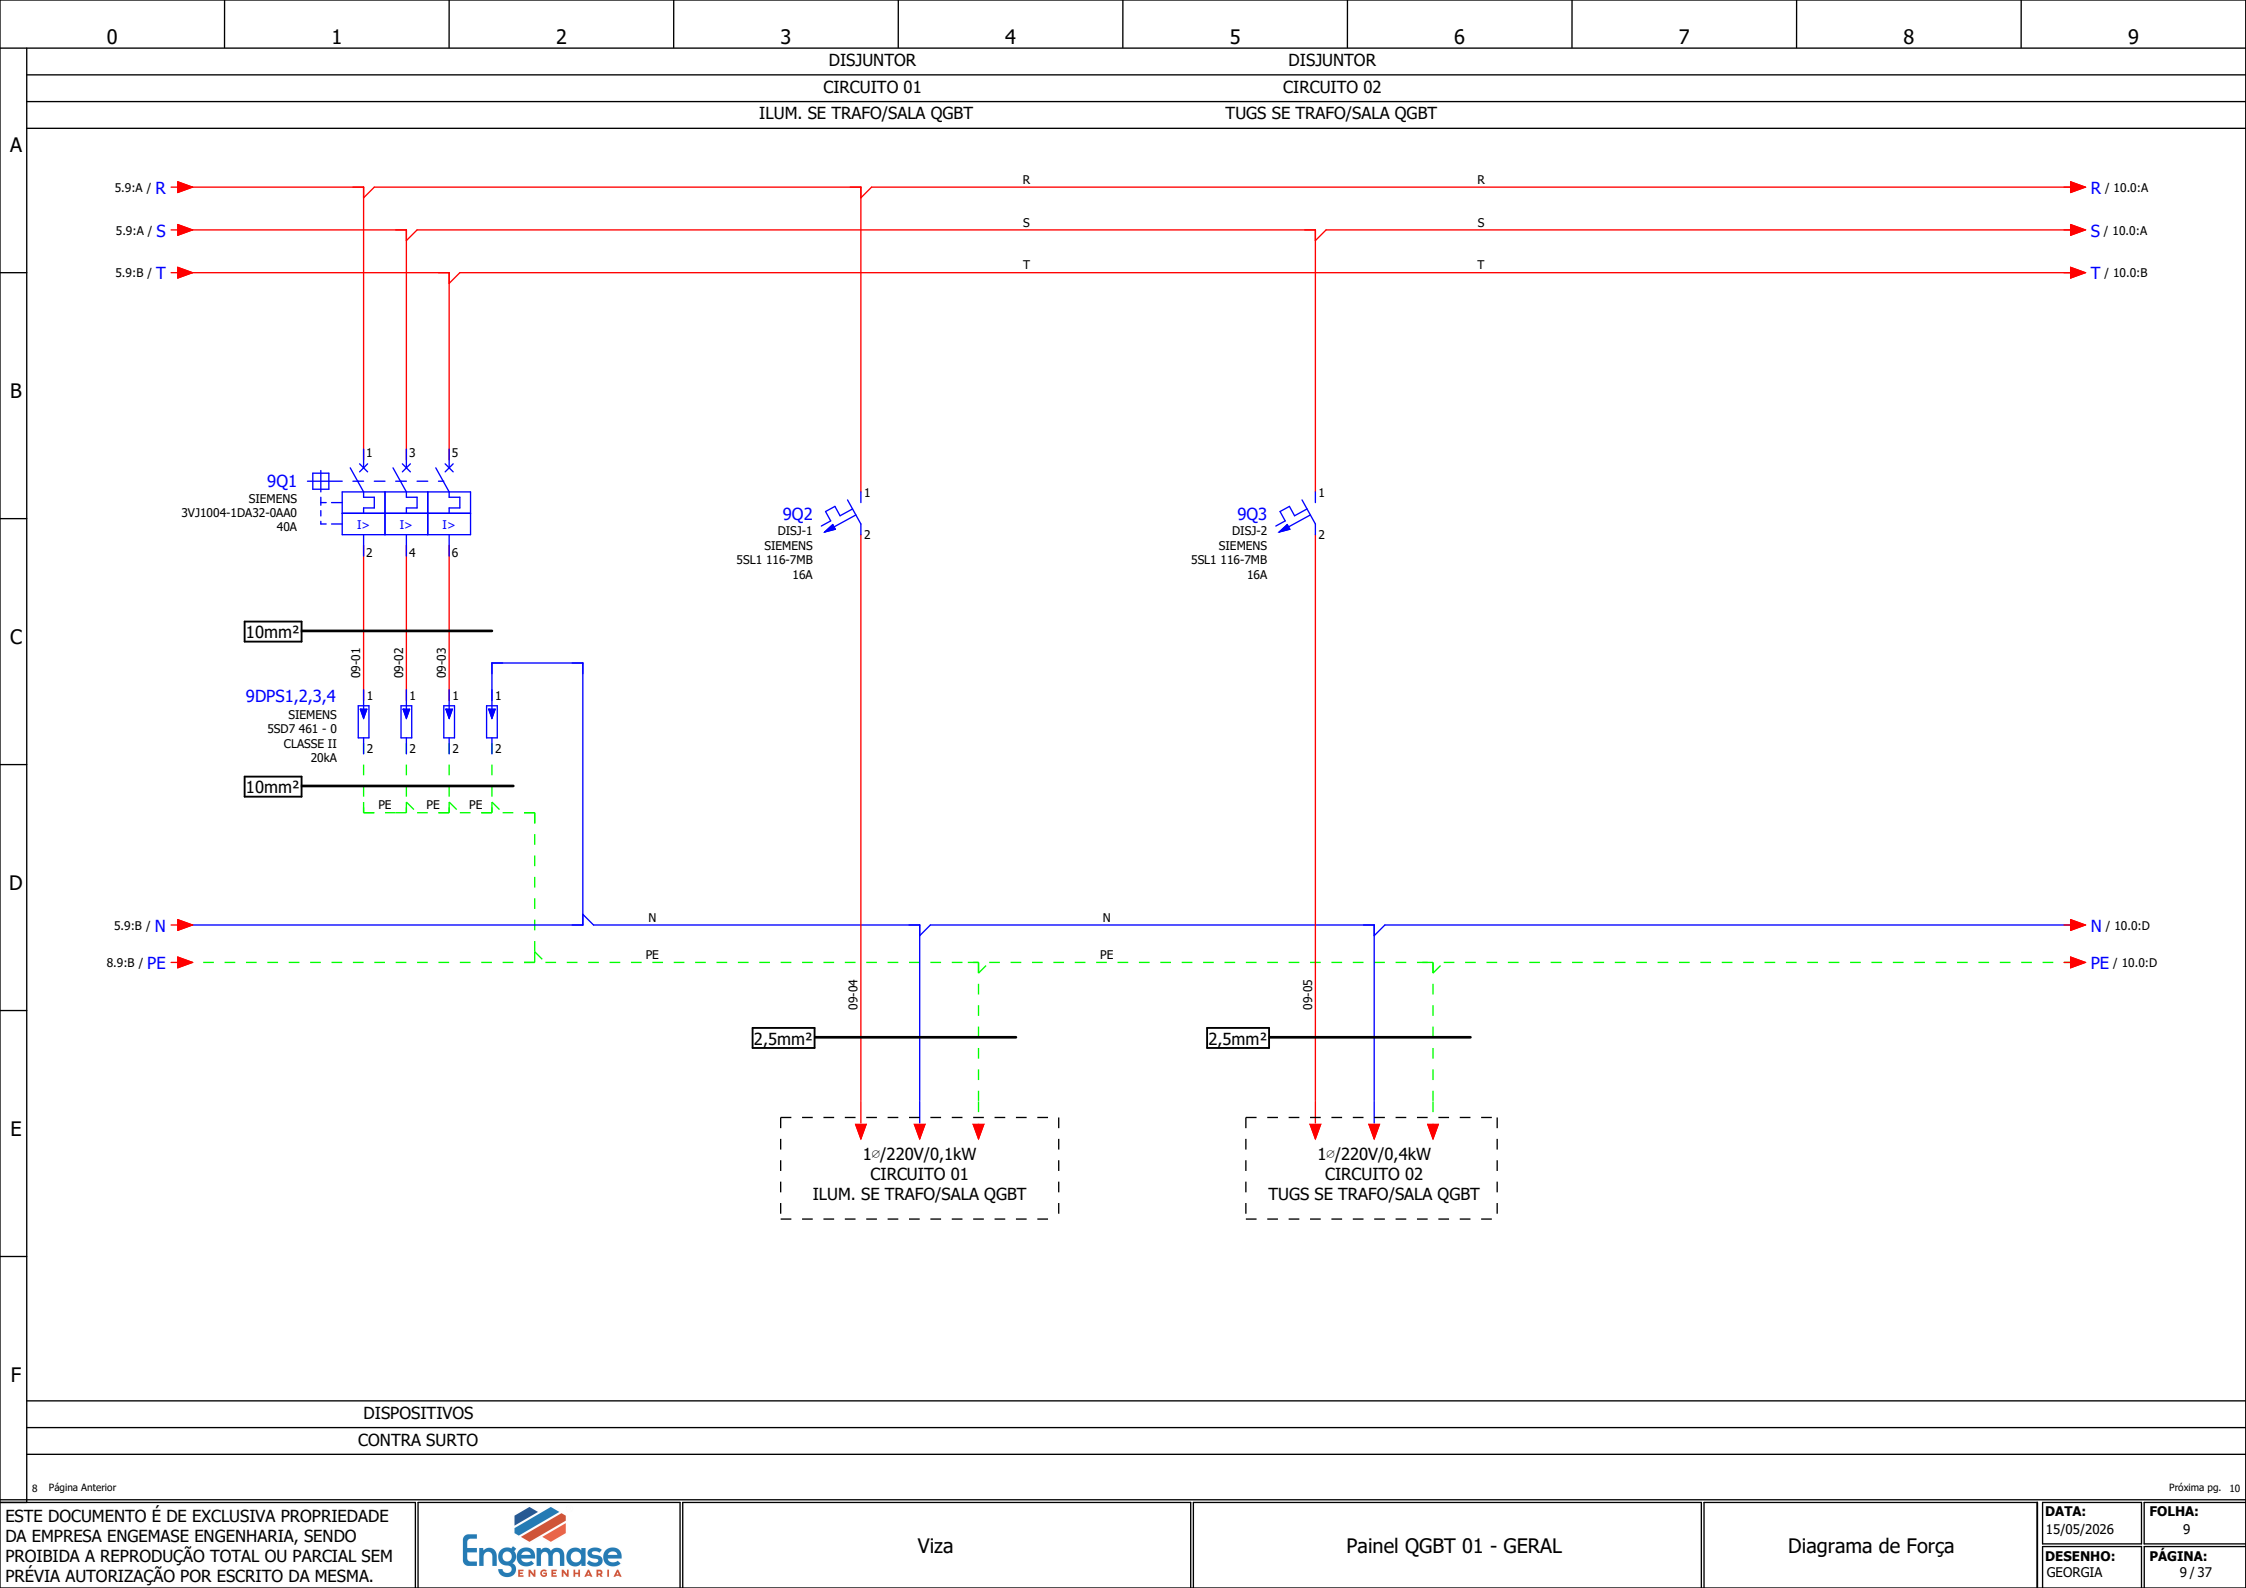 0 1 2 3 4 5 6 7 8 9
DISJUNTOR DISJUNTOR
CIRCUITO 01 CIRCUITO 02
ILUM. SE TRAFO/SALA QGBT TUGS SE TRAFO/SALA QGBT
A
5.9:A / R R R R / 10.0:A
5.9:A / S S S S / 10.0:A
5.9:B / T T T T / 10.0:B
B
1 3 5
9Q1
SIEMENS
3VJ1004-1DA32-0AA0
40A
I> I> I>
2 4 6
1
9Q2
DISJ-1
SIEMENS
5SL1 116-7MB
16A
2
1
9Q3
DISJ-2
SIEMENS
5SL1 116-7MB
16A
2
C
10mm²
09-01 09-02 09-03
9DPS1,2,3,4
SIEMENS
5SD7 461 - 0
CLASSE II
20kA
1 1 1 1
2 2 2 2
10mm²
PE PE PE
D
5.9:B / N N N N / 10.0:D
8.9:B / PE PE PE PE / 10.0:D
09-04 09-05
2,5mm² 2,5mm²
E
1⌀/220V/0,1kW 1⌀/220V/0,4kW
CIRCUITO 01 CIRCUITO 02
ILUM. SE TRAFO/SALA QGBT TUGS SE TRAFO/SALA QGBT
F
DISPOSITIVOS
CONTRA SURTO
8 Página Anterior Próxima pg. 10
ESTE DOCUMENTO É DE EXCLUSIVA PROPRIEDADE
DA EMPRESA ENGEMASE ENGENHARIA, SENDO
PROIBIDA A REPRODUÇÃO TOTAL OU PARCIAL SEM
PRÉVIA AUTORIZAÇÃO POR ESCRITO DA MESMA.
Engemase
ENGENHARIA
Viza
Painel QGBT 01 - GERAL
Diagrama de Força
DATA:
15/05/2026
FOLHA:
9
DESENHO:
GEORGIA
PÁGINA:
9 / 37